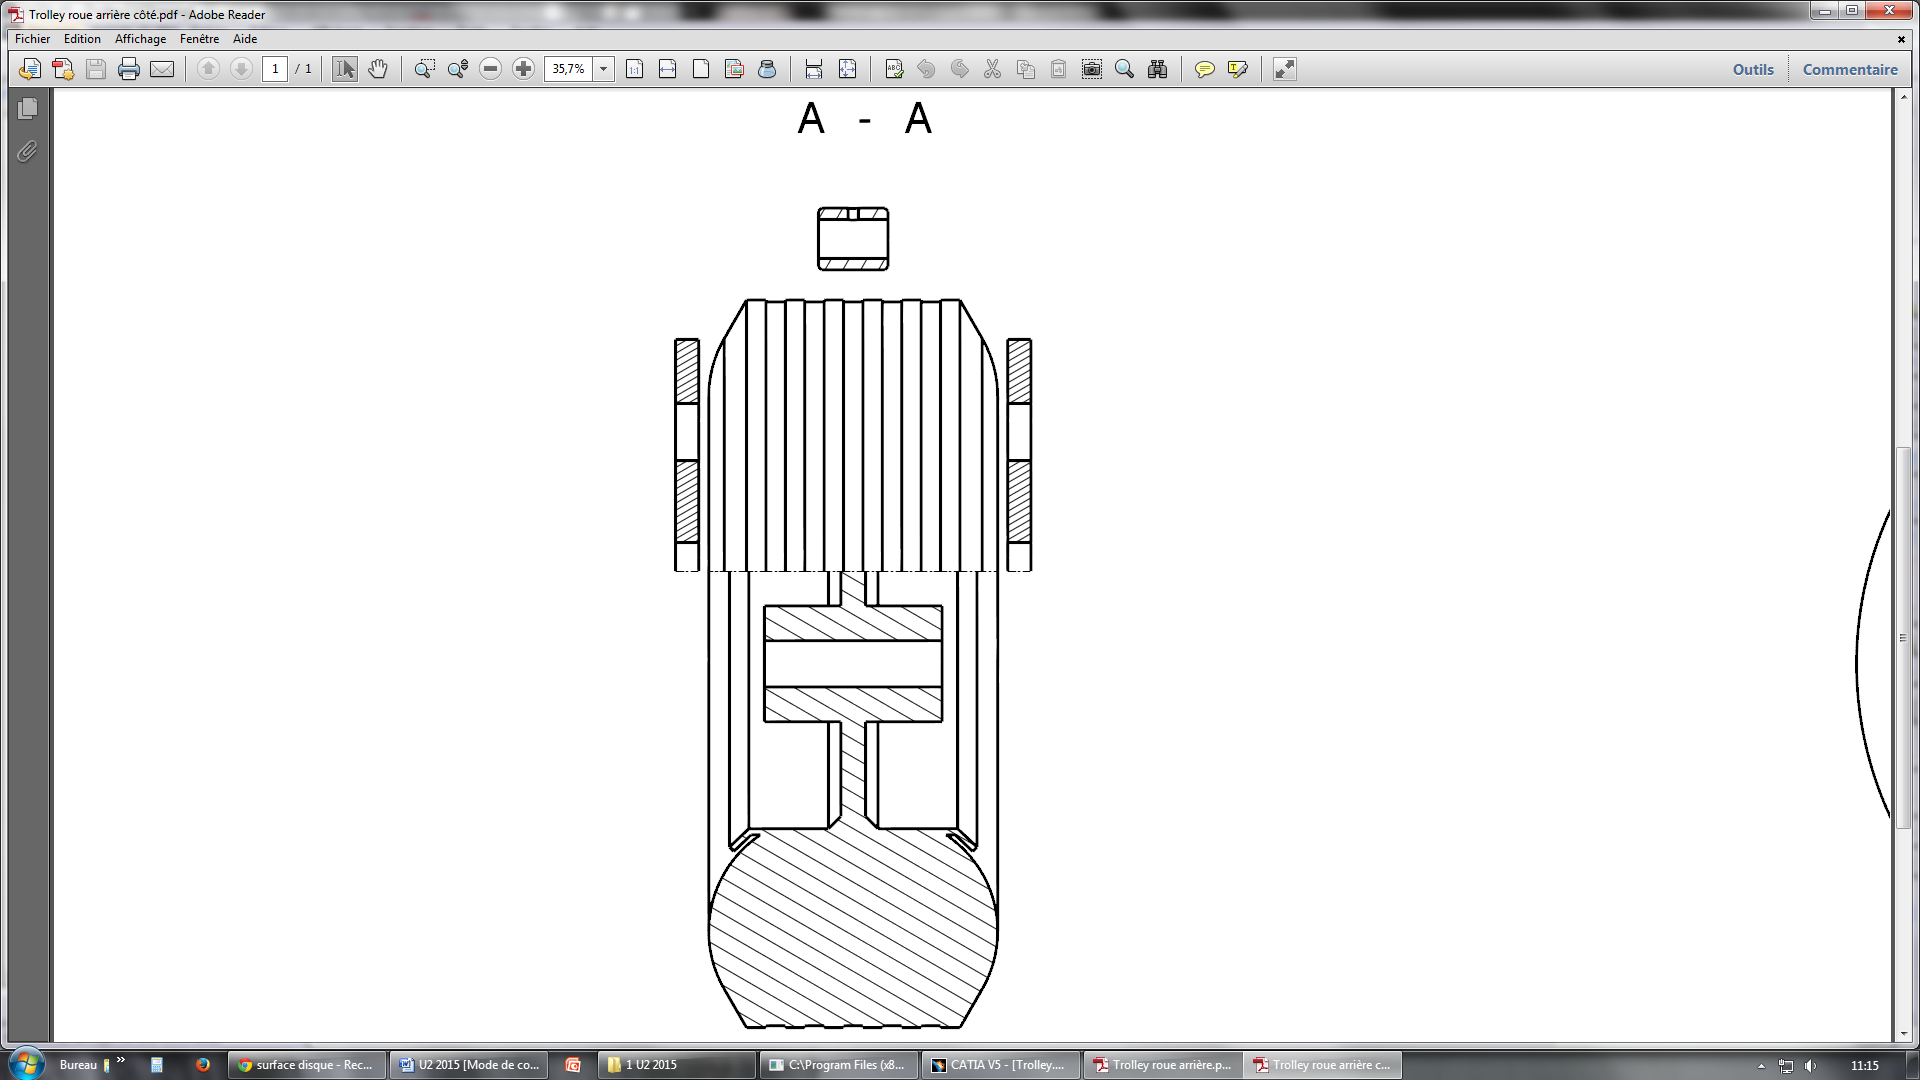 Trolley roue arrière côté.pdf - Adobe Reader
Fichier Edition Affichage Fenêtre Aide
1 / 1 35,7% Outils Commentaire
A - A
Bureau » surface disque - Rec... U2 2015 [Mode de co... 1 U2 2015 C:\Program Files (x8... CATIA V5 - [Trolley.... Trolley roue arrière.p... Trolley roue arrière c... 11:15